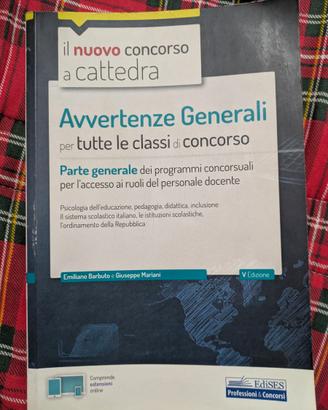 il nuovo concorso
a cattedra
Avvertenze Generali
per tutte le classi di concorso
Parte generale dei programmi concorsuali
per l'accesso ai ruoli del personale docente
Psicologia dell'educazione, pedagogia, didattica, inclusione
Il sistema scolastico italiano, le istituzioni scolastiche,
l'ordinamento della Repubblica
Emiliano Barbuto e Giuseppe Mariani
V Edizione
Comprende
estensioni
online
EdiSES
Professioni & Concorsi